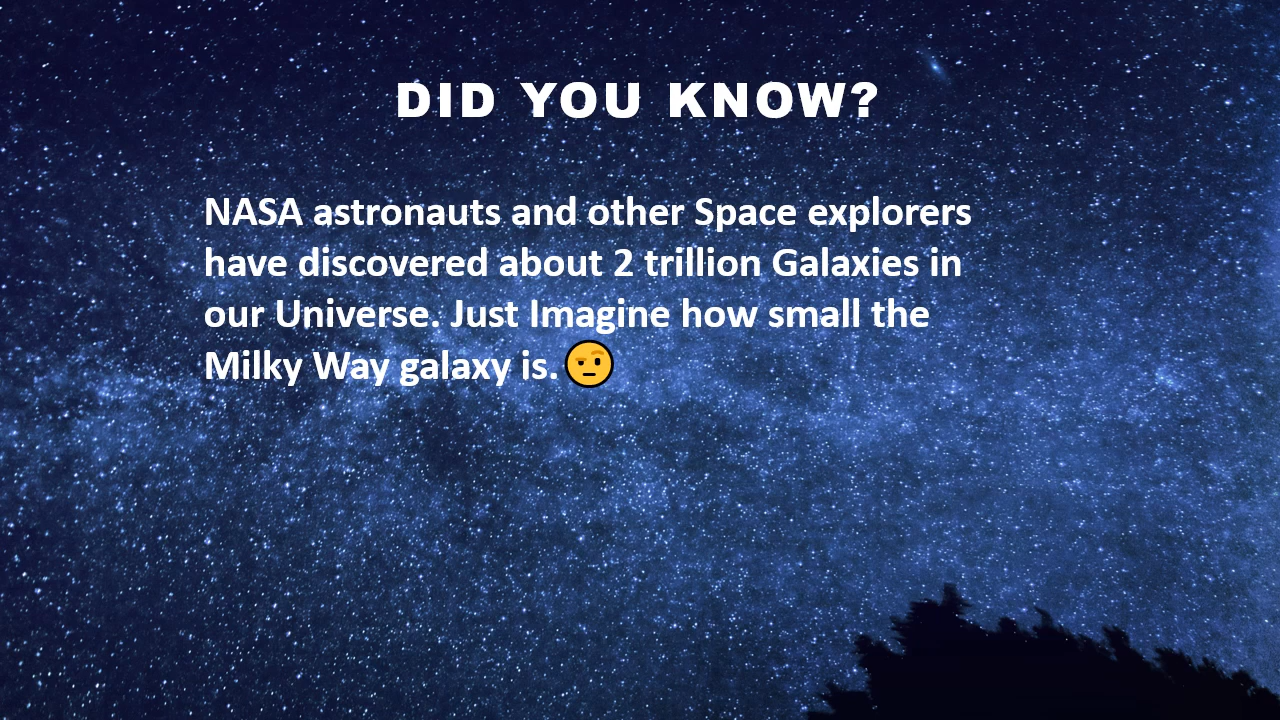 DID YOU KNOW?
NASA astronauts and other Space explorers
have discovered about 2 trillion Galaxies in
our Universe. Just Imagine how small the
Milky Way galaxy is.🤨